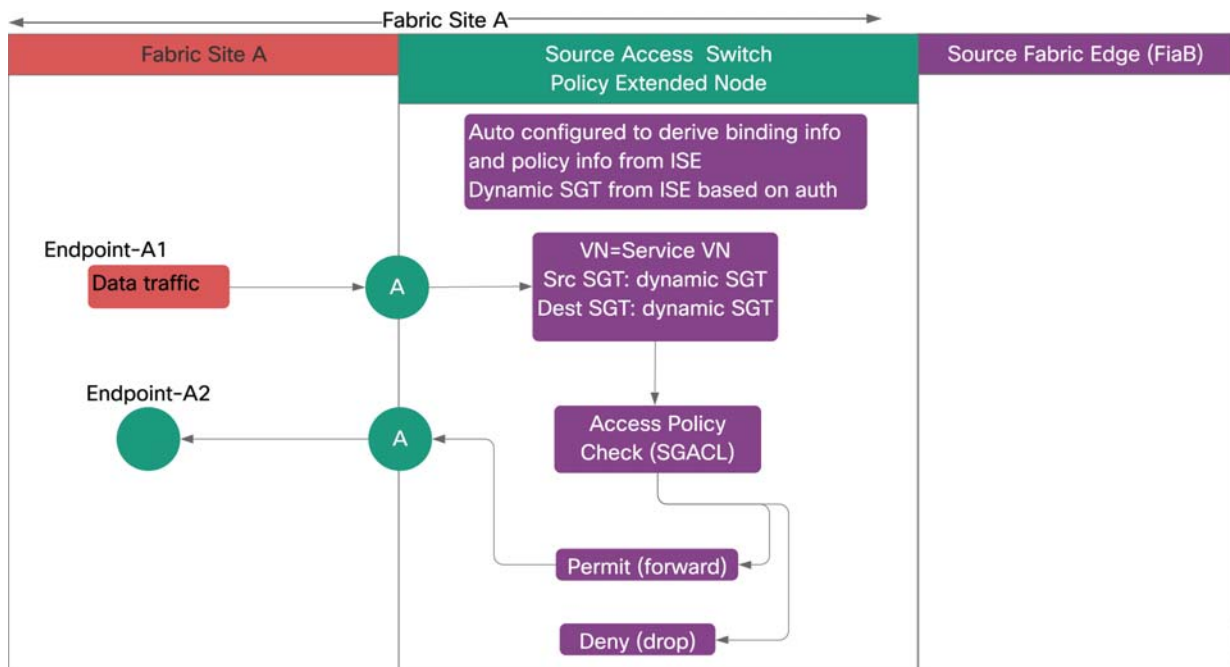 Fabric Site A
Fabric Site A
Source Access Switch
Policy Extended Node
Source Fabric Edge (FiaB)
Auto configured to derive binding info
and policy info from ISE
Dynamic SGT from ISE based on auth
Endpoint-A1
Data traffic
A
VN=Service VN
Src SGT: dynamic SGT
Dest SGT: dynamic SGT
Endpoint-A2
A
Access Policy
Check (SGACL)
Permit (forward)
Deny (drop)